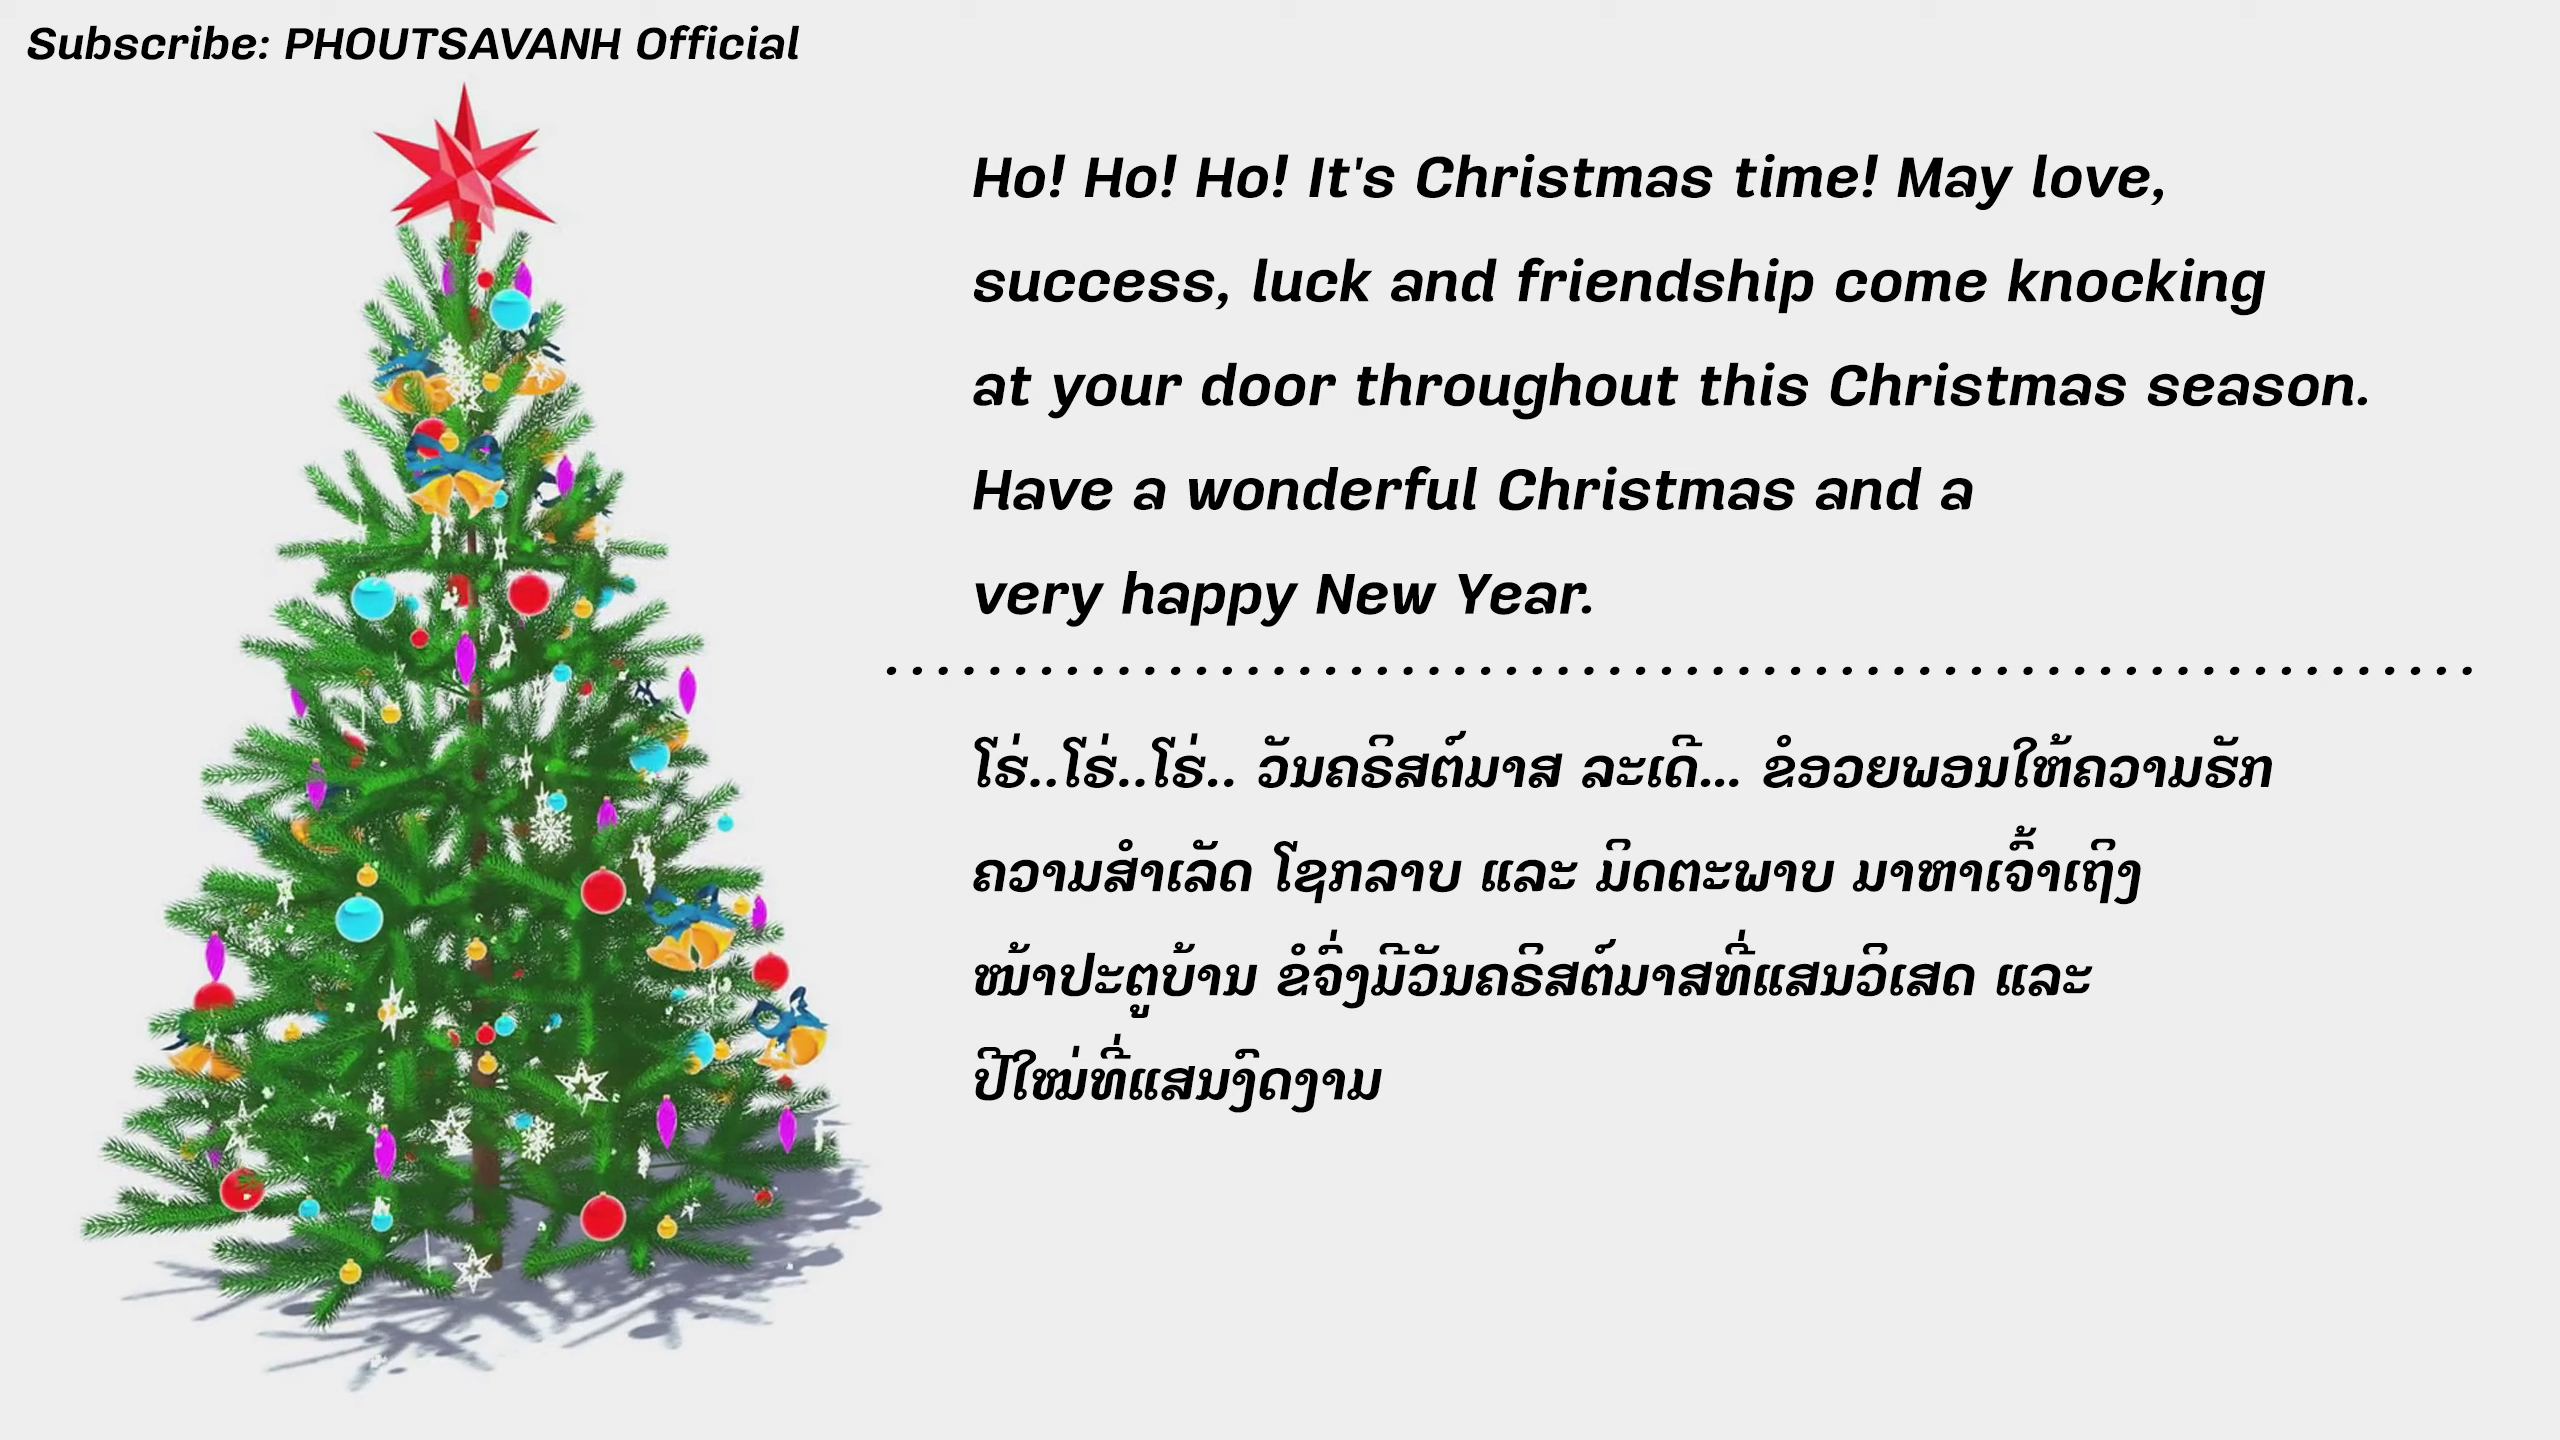 Subscribe: PHOUTSAVANH Official
Ho! Ho! Ho! It's Christmas time! May love,
success, luck and friendship come knocking
at your door throughout this Christmas season.
Have a wonderful Christmas and a
very happy New Year.
ໂຮ່..ໂຮ່..ໂຮ່.. ວັນຄຣິສຕ໌ມາສ ລະເດີ... ຂໍອວຍພອນໃຫ້ຄວາມຮັກ
ຄວາມສຳເລັດ ໂຊກລາບ ແລະ ມິດຕະພາບ ມາຫາເຈົ້າເຖິງ
ໜ້າປະຕູບ້ານ ຂໍຈົ່ງມີວັນຄຣິສຕ໌ມາສທີ່ແສນວິເສດ ແລະ
ປີໃໝ່ທີ່ແສນງົດງາມ